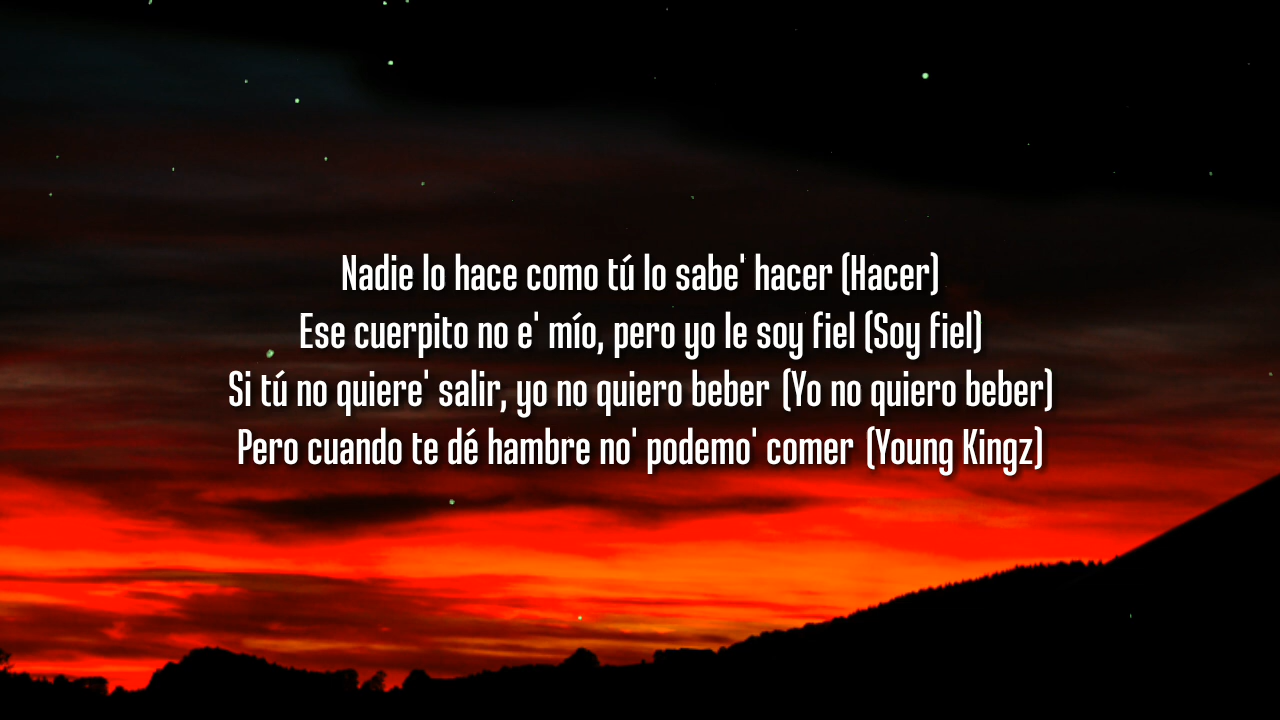 Nadie lo hace como tú lo sabe' hacer (Hacer)
Ese cuerpito no e' mío, pero yo le soy fiel (Soy fiel)
Si tú no quiere' salir, yo no quiero beber (Yo no quiero beber)
Pero cuando te dé hambre no' podemo' comer (Young Kingz)